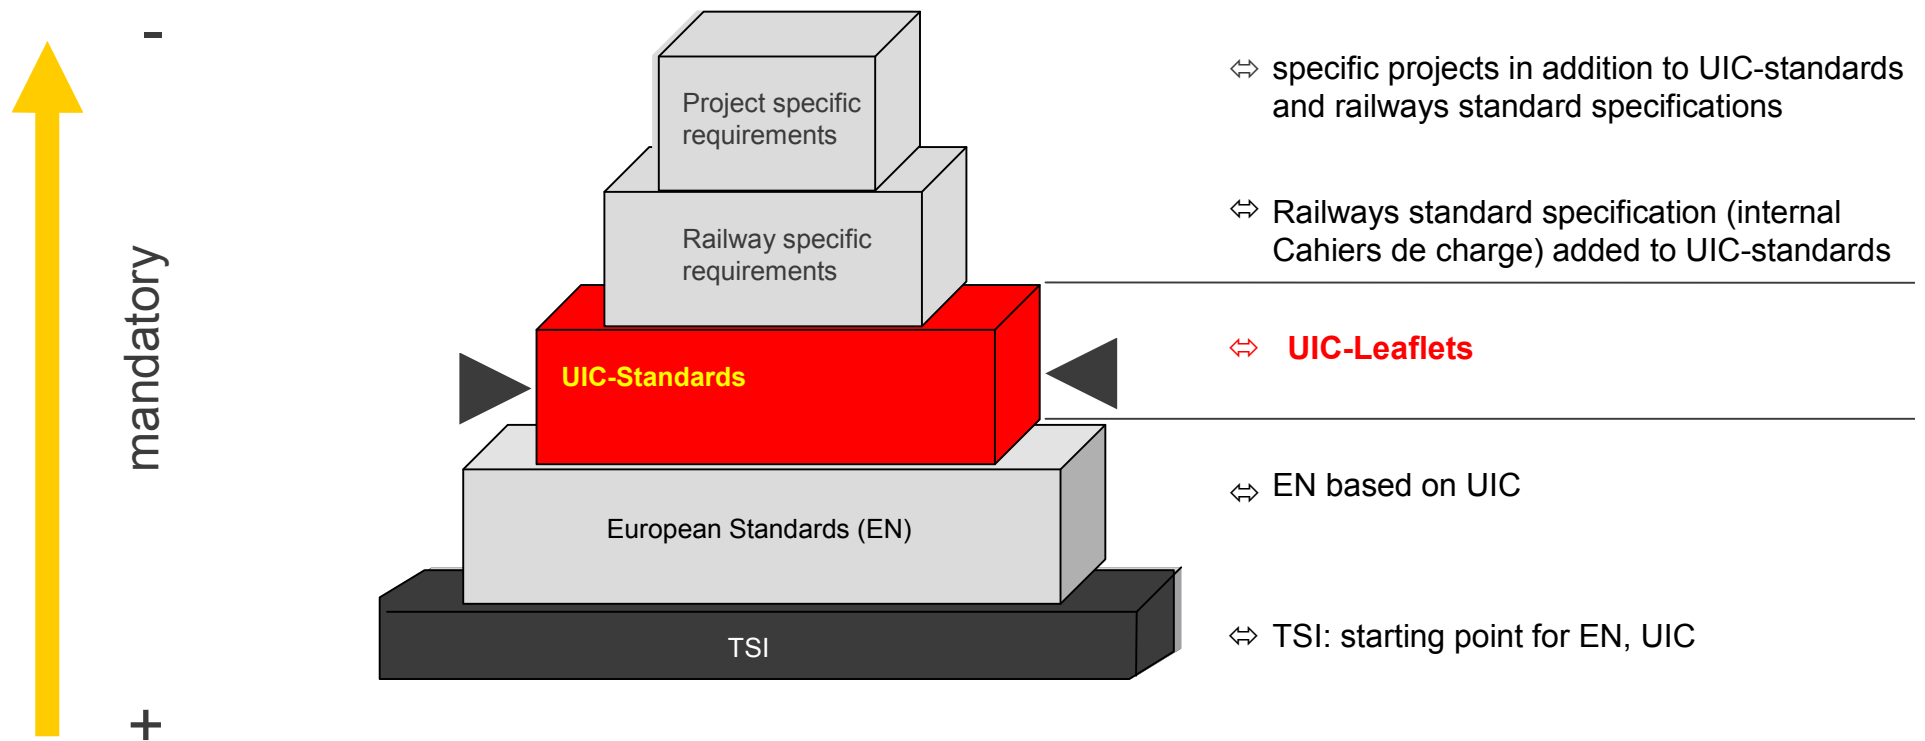 -
mandatory
+
Project specific
requirements
Railway specific
requirements
UIC-Standards
European Standards (EN)
TSI
⇔ specific projects in addition to UIC-standards
and railways standard specifications
⇔ Railways standard specification (internal
Cahiers de charge) added to UIC-standards
⇔ UIC-Leaflets
⇔ EN based on UIC
⇔ TSI: starting point for EN, UIC